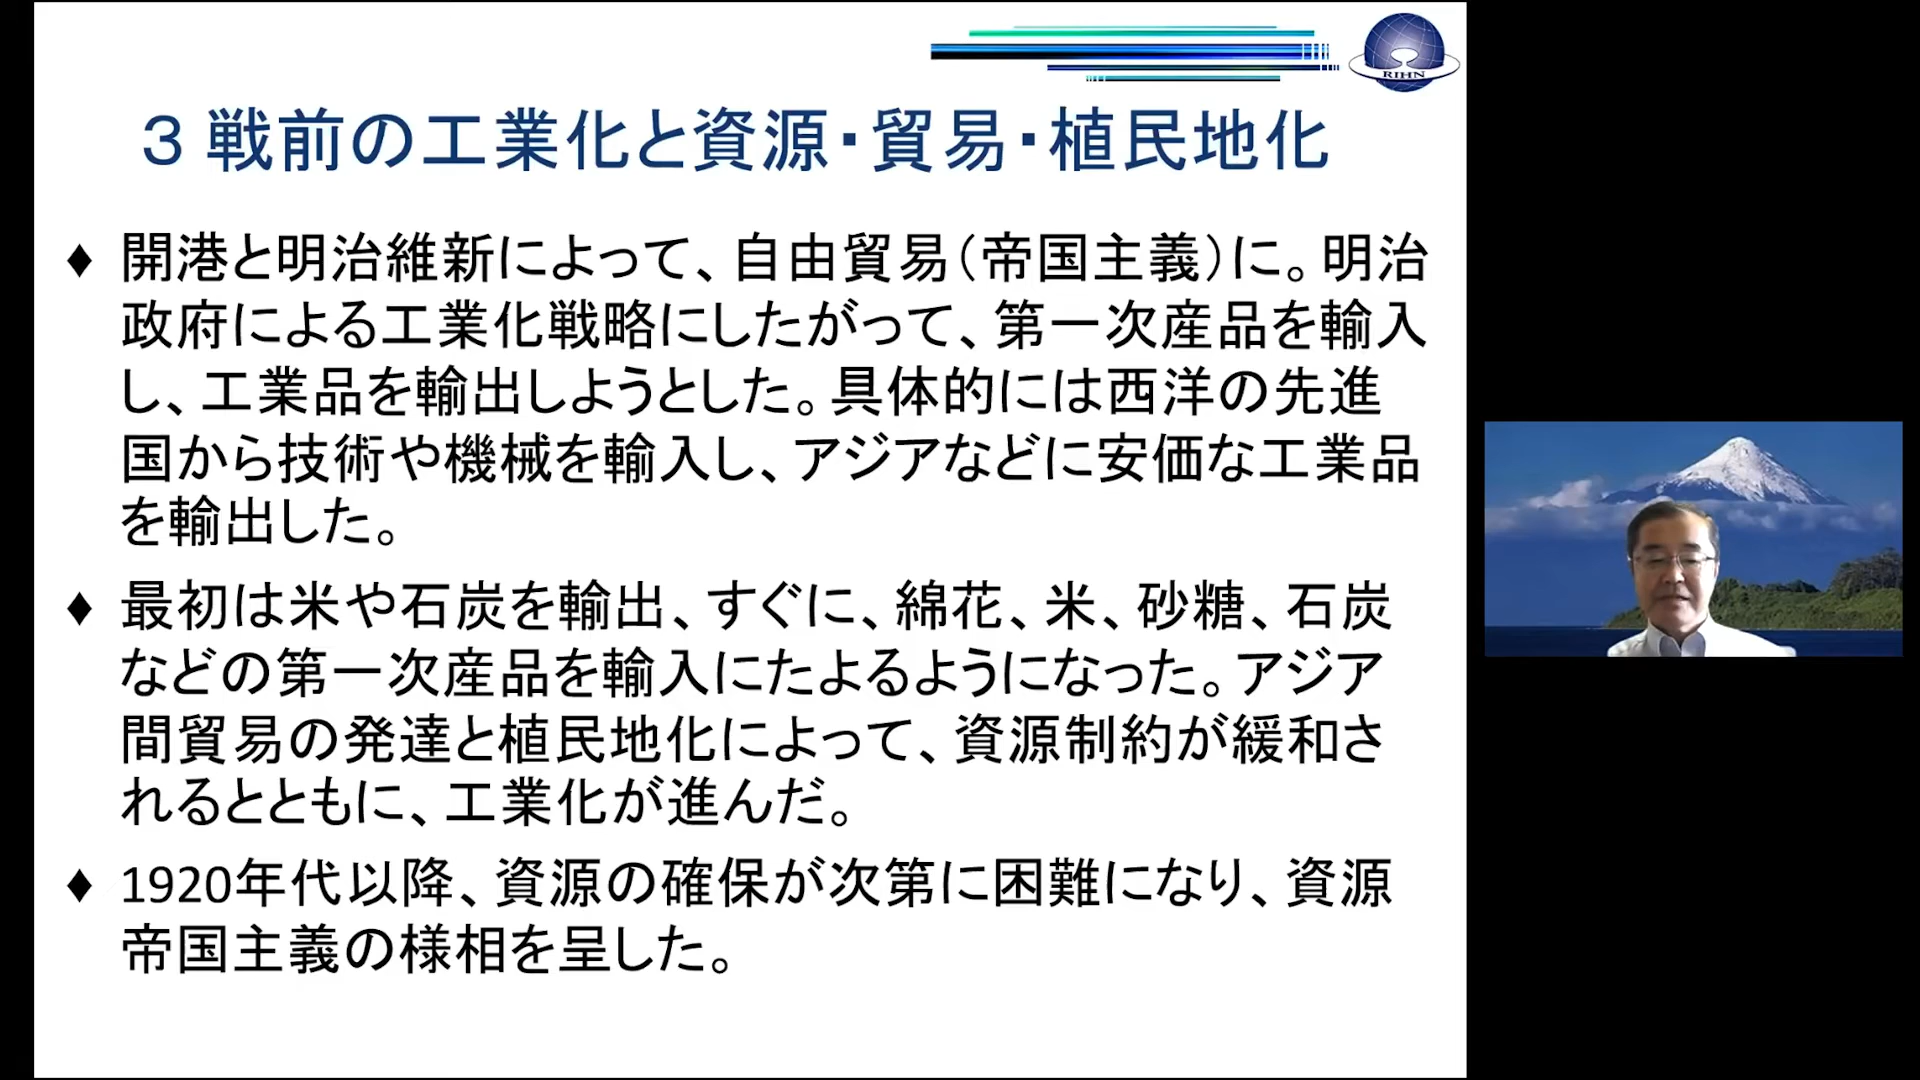 RIHN
3 戦前の工業化と資源・貿易・植民地化
♦ 開港と明治維新によって、自由貿易（帝国主義）に。明治
政府による工業化戦略にしたがって、第一次産品を輸入
し、工業品を輸出しようとした。具体的には西洋の先進
国から技術や機械を輸入し、アジアなどに安価な工業品
を輸出した。
♦ 最初は米や石炭を輸出、すぐに、綿花、米、砂糖、石炭
などの第一次産品を輸入にたよるようになった。アジア
間貿易の発達と植民地化によって、資源制約が緩和さ
れるとともに、工業化が進んだ。
♦ 1920年代以降、資源の確保が次第に困難になり、資源
帝国主義の様相を呈した。